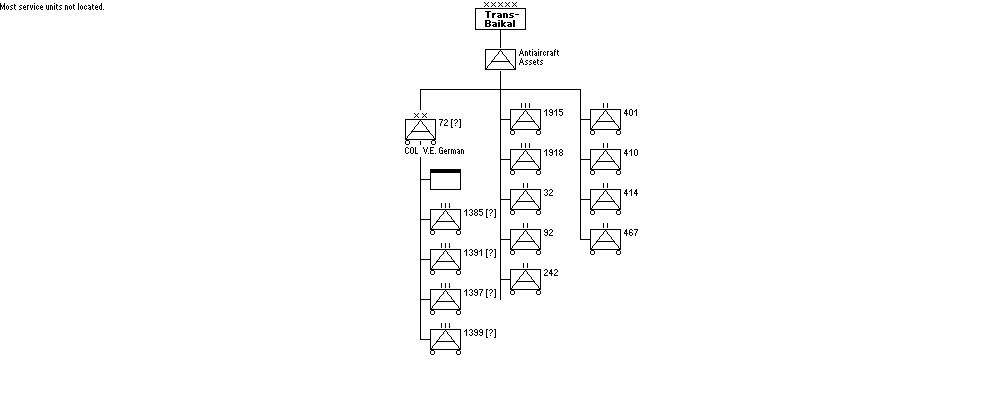 Most service units not located.
XXXXX
Trans-
Baikal
Antiaircraft
Assets
XX
72 [?]
COL V.E. German
III
1385 [?]
III
1391 [?]
III
1397 [?]
III
1399 [?]
III
1915
III
1918
II
32
II
92
II
242
II
401
II
410
II
414
II
467